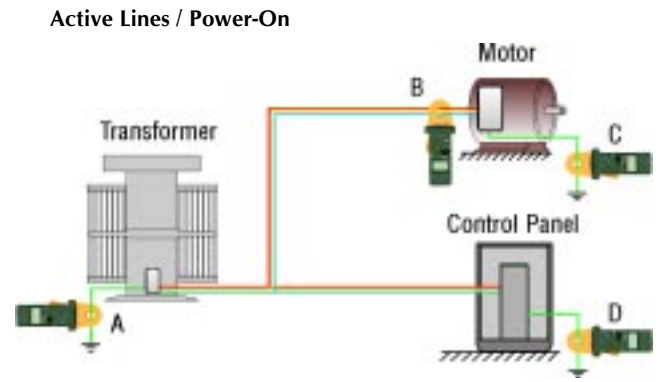 Active Lines / Power-On
Motor
B
Transformer
C
Control Panel
A
D